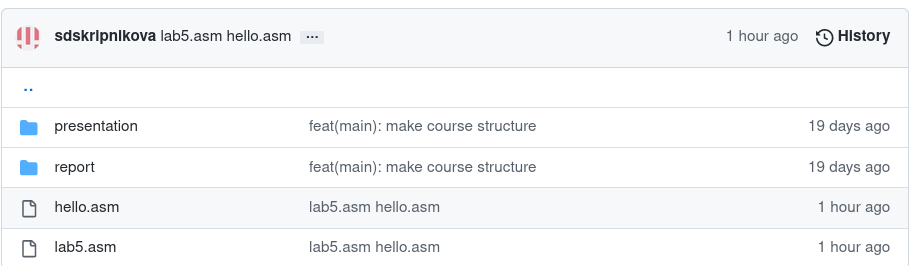 sdskripnikova lab5.asm hello.asm ... 1 hour ago History
..
presentation feat(main): make course structure 19 days ago
report feat(main): make course structure 19 days ago
hello.asm lab5.asm hello.asm 1 hour ago
lab5.asm lab5.asm hello.asm 1 hour ago